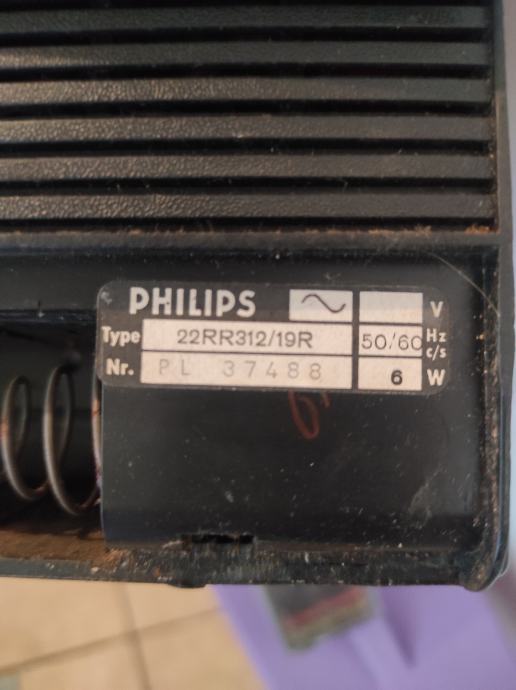 PHILIPS ~ V
Type 22RR312/19R 50/60 Hz c/s
Nr. PL 37488 6 W